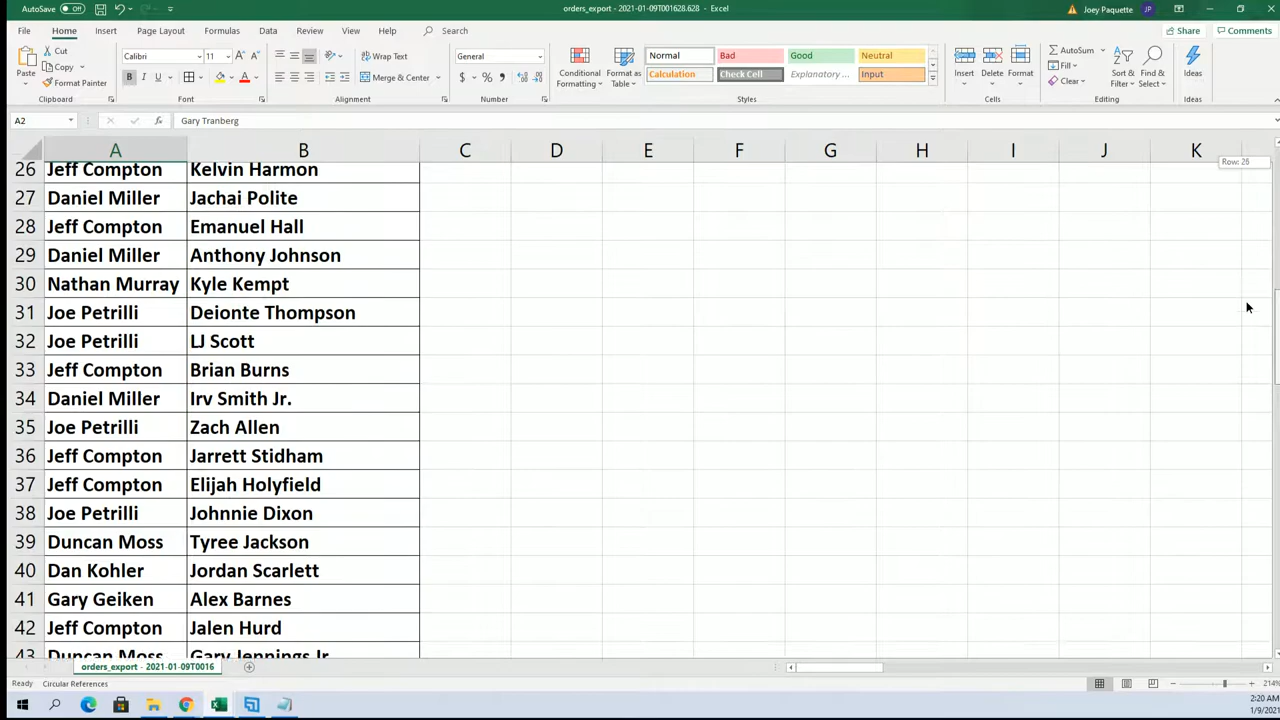 AutoSave Off
orders_export - 2021-01-09T001628.628 - Excel
Joey Paquette JP
File Home Insert Page Layout Formulas Data Review View Help Search Share Comments
Paste Cut Copy Format Painter
Clipboard
Calibri 11
B I U
Font
Wrap Text
Merge & Center
Alignment
General
$ % ,
Number
Conditional Formatting
Format as Table
Normal Bad Good Neutral
Calculation Check Cell Explanatory ... Input
Styles
Insert Delete Format
Cells
AutoSum
Fill
Clear
Sort & Filter
Find & Select
Editing
Ideas
Ideas
A2 fx Gary Tranberg
A B C D E F G H I J K
Row: 26
26 Jeff Compton Kelvin Harmon
27 Daniel Miller Jachai Polite
28 Jeff Compton Emanuel Hall
29 Daniel Miller Anthony Johnson
30 Nathan Murray Kyle Kempt
31 Joe Petrilli Deionte Thompson
32 Joe Petrilli LJ Scott
33 Jeff Compton Brian Burns
34 Daniel Miller Irv Smith Jr.
35 Joe Petrilli Zach Allen
36 Jeff Compton Jarrett Stidham
37 Jeff Compton Elijah Holyfield
38 Joe Petrilli Johnnie Dixon
39 Duncan Moss Tyree Jackson
40 Dan Kohler Jordan Scarlett
41 Gary Geiken Alex Barnes
42 Jeff Compton Jalen Hurd
43 Duncan Moss Gary Jennings Jr.
orders_export - 2021-01-09T0016
Ready Circular References 214%
2:20 AM
1/9/2021